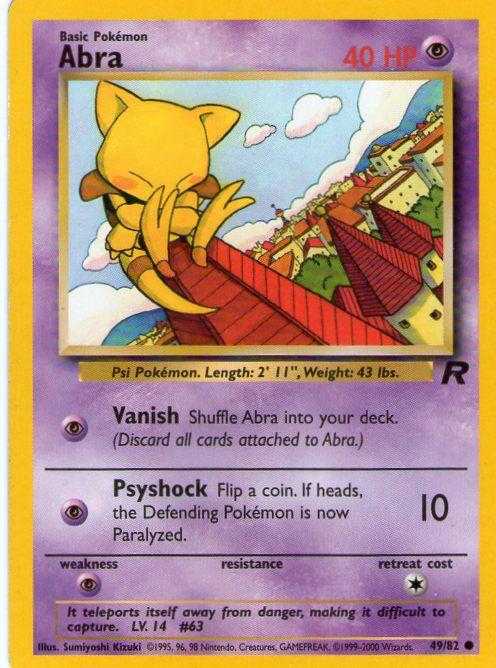 Basic Pokémon
Abra 40 HP
Psi Pokémon. Length: 2' 11", Weight: 43 lbs.
R
Vanish Shuffle Abra into your deck.
(Discard all cards attached to Abra.)
Psyshock Flip a coin. If heads,
the Defending Pokémon is now
Paralyzed.
10
weakness resistance retreat cost
It teleports itself away from danger, making it difficult to
capture. LV. 14 #63
Illus. Sumiyoshi Kizuki ©1995, 96, 98 Nintendo, Creatures, GAMEFREAK. ©1999-2000 Wizards. 49/82